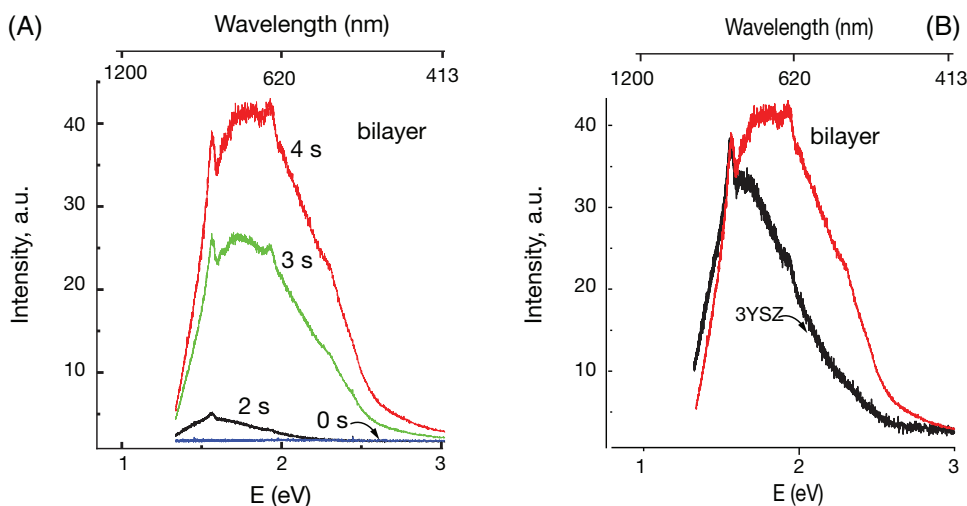 (A)
Wavelength (nm)
1200 620 413
40
30
20
10
Intensity, a.u.
bilayer
4 s
3 s
2 s
0 s
1 2 3
E (eV)
(B)
Wavelength (nm)
1200 620 413
40
30
20
10
Intensity, a.u.
bilayer
3YSZ
1 2 3
E (eV)